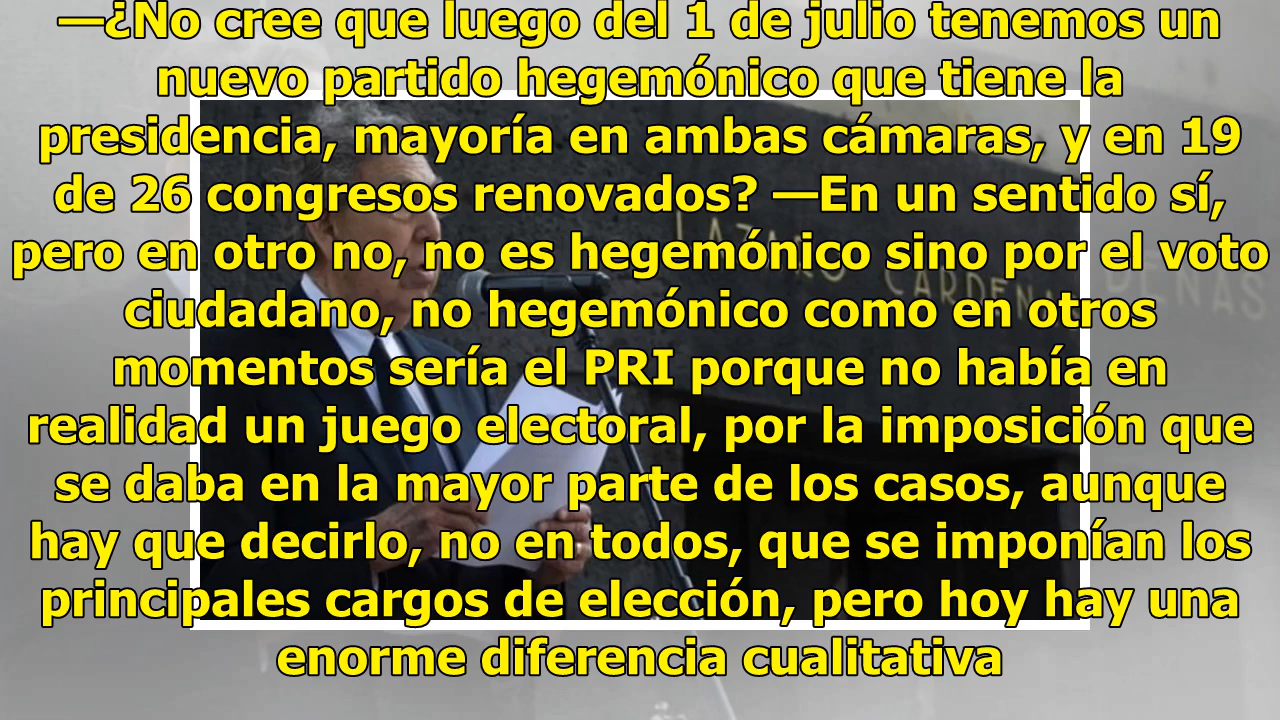 —¿No cree que luego del 1 de julio tenemos un
nuevo partido hegemónico que tiene la
presidencia, mayoría en ambas cámaras, y en 19
de 26 congresos renovados? —En un sentido sí,
pero en otro no, no es hegemónico sino por el voto
ciudadano, no hegemónico como en otros
momentos sería el PRI porque no había en
realidad un juego electoral, por la imposición que
se daba en la mayor parte de los casos, aunque
hay que decirlo, no en todos, que se imponían los
principales cargos de elección, pero hoy hay una
enorme diferencia cualitativa
LAZARO CARDENAS